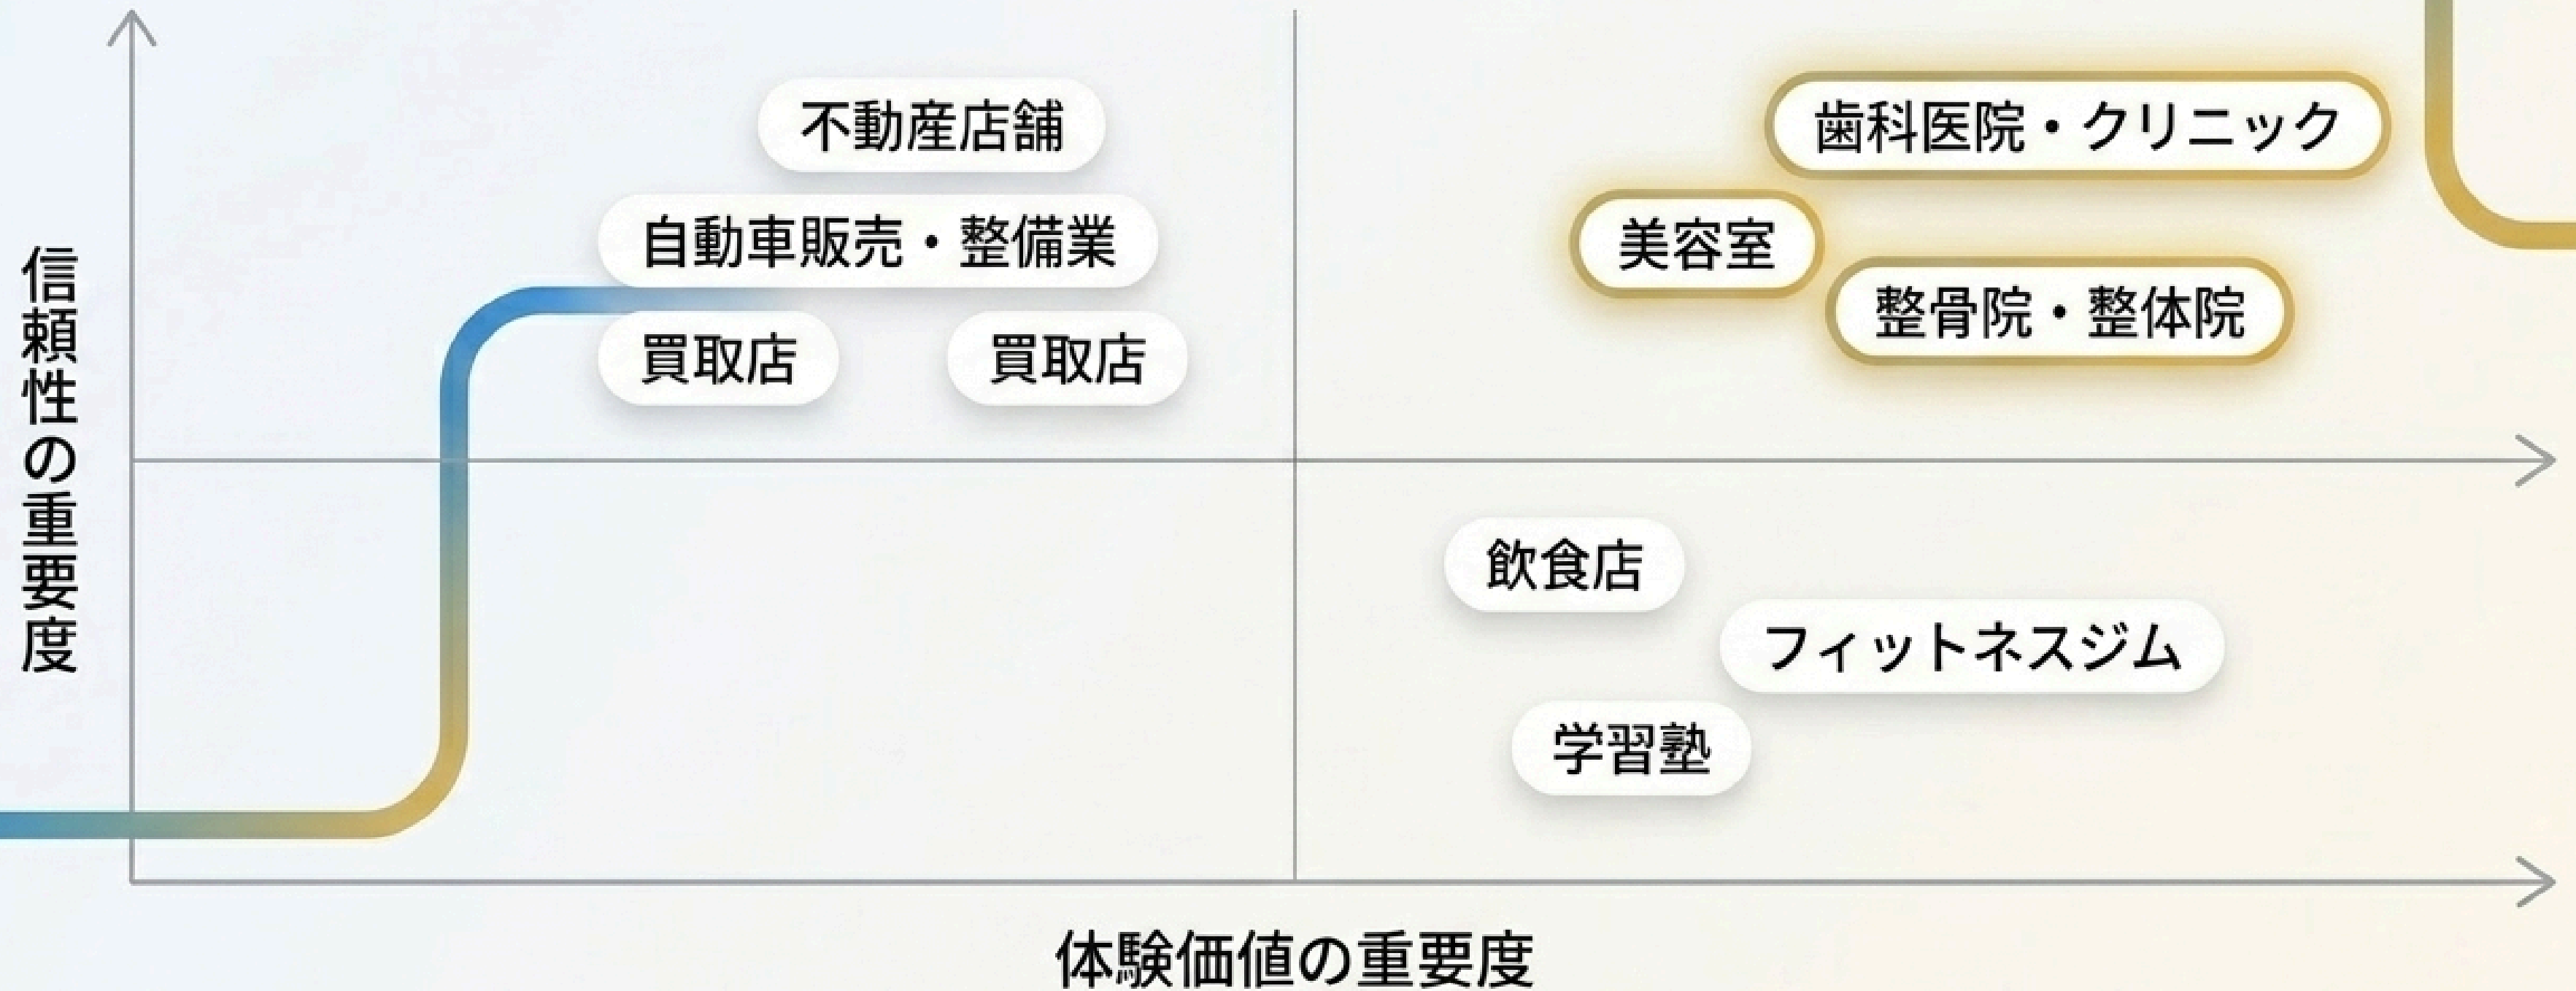 信頼性の重要度
不動産店舗
自動車販売・整備業
買取店
買取店
歯科医院・クリニック
美容室
整骨院・整体院
飲食店
フィットネスジム
学習塾
体験価値の重要度